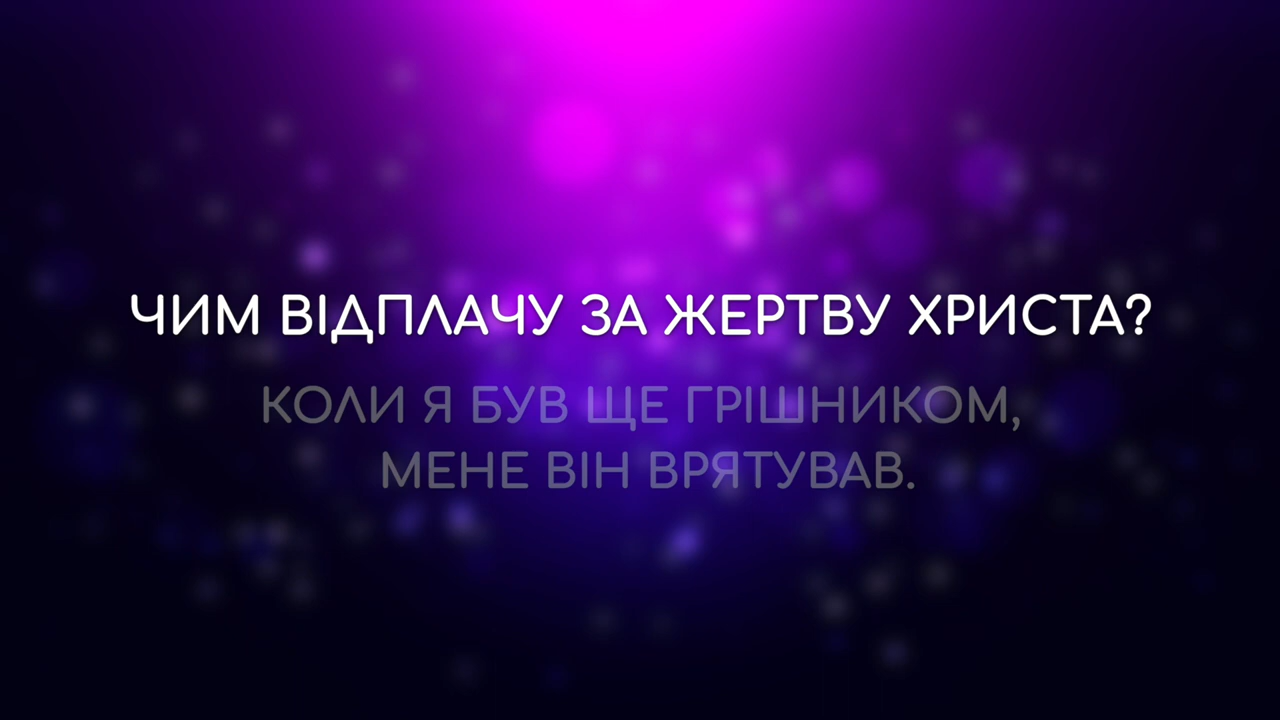 ЧИМ ВІДПЛАЧУ ЗА ЖЕРТВУ ХРИСТА?
КОЛИ Я БУВ ЩЕ ГРІШНИКОМ,
МЕНЕ ВІН ВРЯТУВАВ.